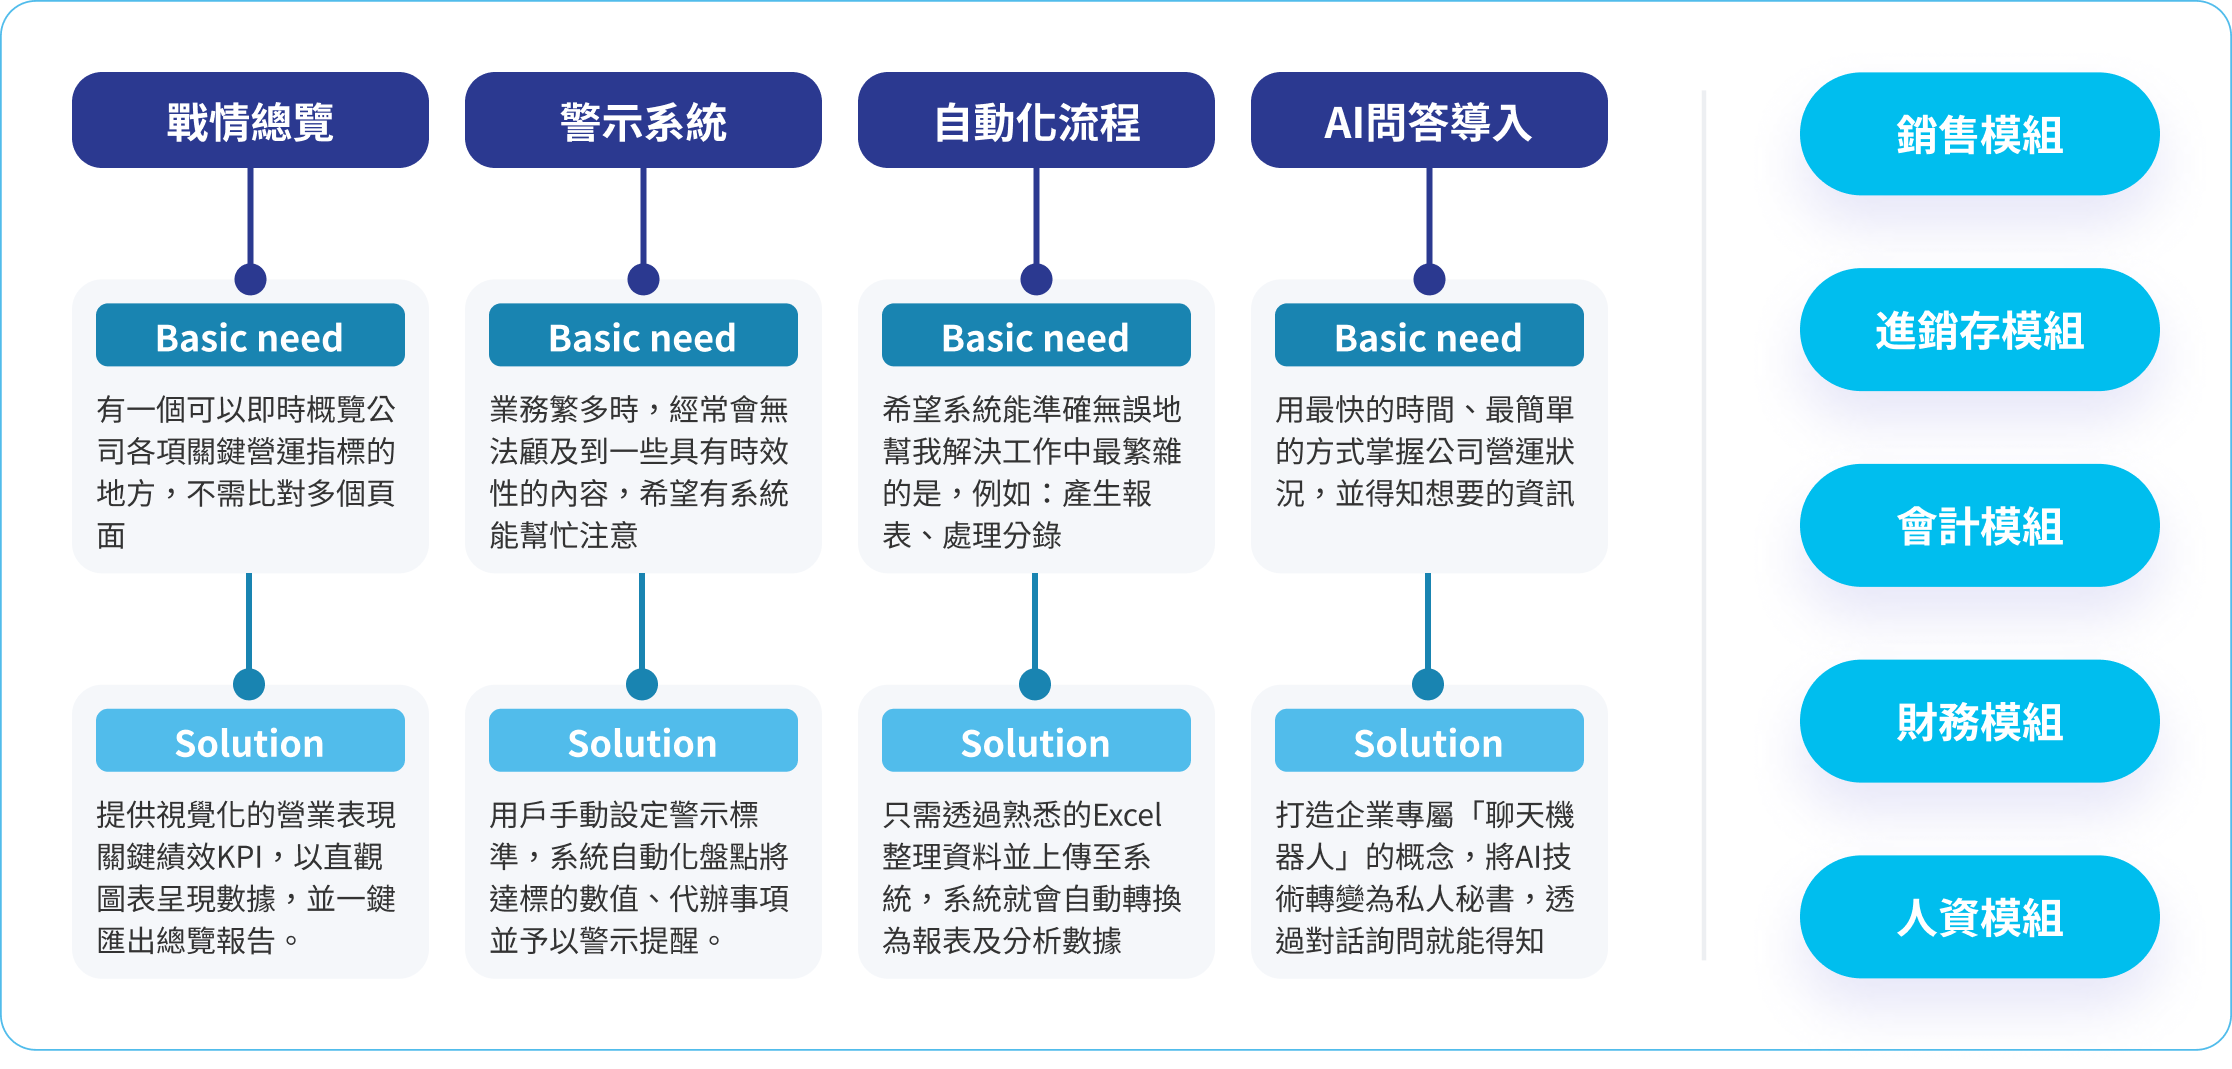 戰情總覽
Basic need
有一個可以即時概覽公
司各項關鍵營運指標的
地方，不需比對多個頁
面
Solution
提供視覺化的營業表現
關鍵績效KPI，以直觀
圖表呈現數據，並一鍵
匯出總覽報告。
警示系統
Basic need
業務繁多時，經常會無
法顧及到一些具有時效
性的內容，希望有系統
能幫忙注意
Solution
用戶手動設定警示標
準，系統自動化盤點將
達標的數值、代辦事項
並予以警示提醒。
自動化流程
Basic need
希望系統能準確無誤地
幫我解決工作中最繁雜
的是，例如：產生報
表、處理分錄
Solution
只需透過熟悉的Excel
整理資料並上傳至系
統，系統就會自動轉換
為報表及分析數據
AI問答導入
Basic need
用最快的時間、最簡單
的方式掌握公司營運狀
況，並得知想要的資訊
Solution
打造企業專屬「聊天機
器人」的概念，將AI技
術轉變為私人秘書，透
過對話詢問就能得知
銷售模組
進銷存模組
會計模組
財務模組
人資模組